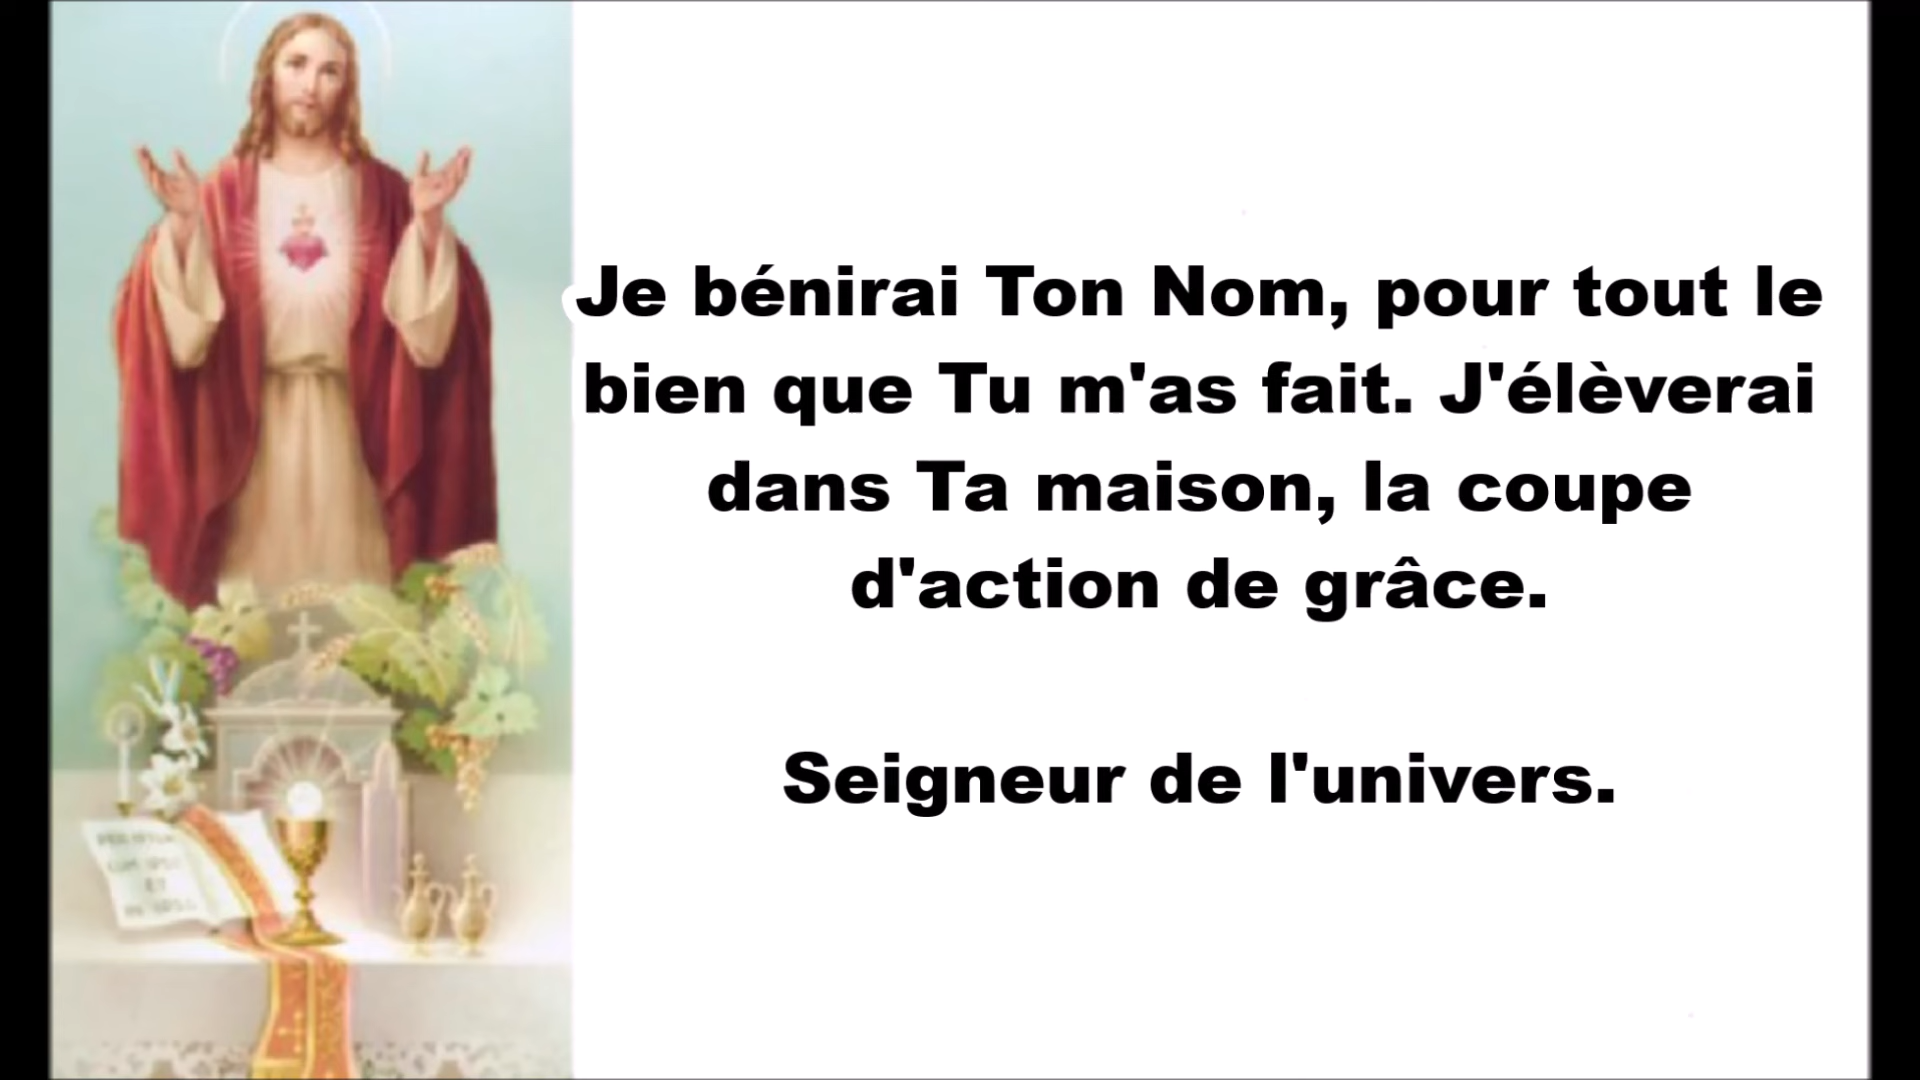 Je bénirai Ton Nom, pour tout le
bien que Tu m'as fait. J'élèverai
dans Ta maison, la coupe
d'action de grâce.
Seigneur de l'univers.